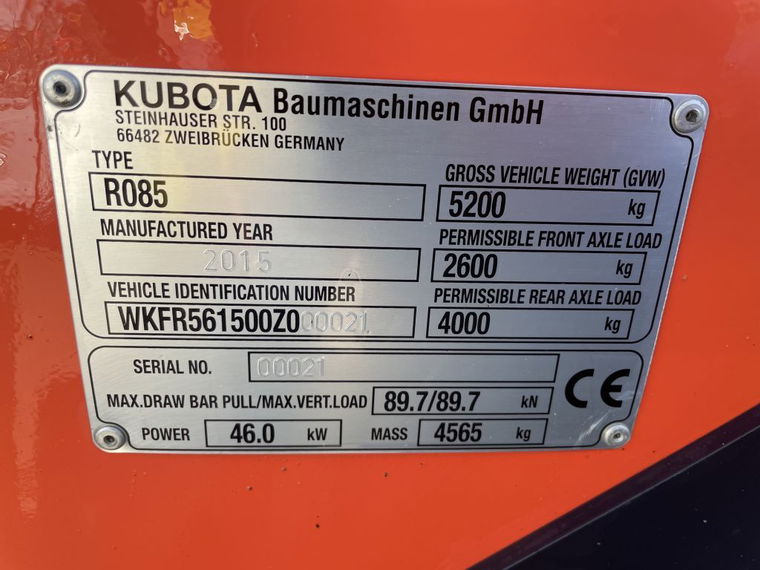 KUBOTA Baumaschinen GmbH
STEINHAUSER STR. 100
66482 ZWEIBRÜCKEN GERMANY
TYPE
R085
GROSS VEHICLE WEIGHT (GVW)
5200 kg
MANUFACTURED YEAR
2015
PERMISSIBLE FRONT AXLE LOAD
2600 kg
VEHICLE IDENTIFICATION NUMBER
WKFR561500Z000021
PERMISSIBLE REAR AXLE LOAD
4000 kg
SERIAL NO. 00021
MAX.DRAW BAR PULL/MAX.VERT.LOAD 89.7/89.7 kN
POWER 46.0 kW MASS 4565 kg
CE